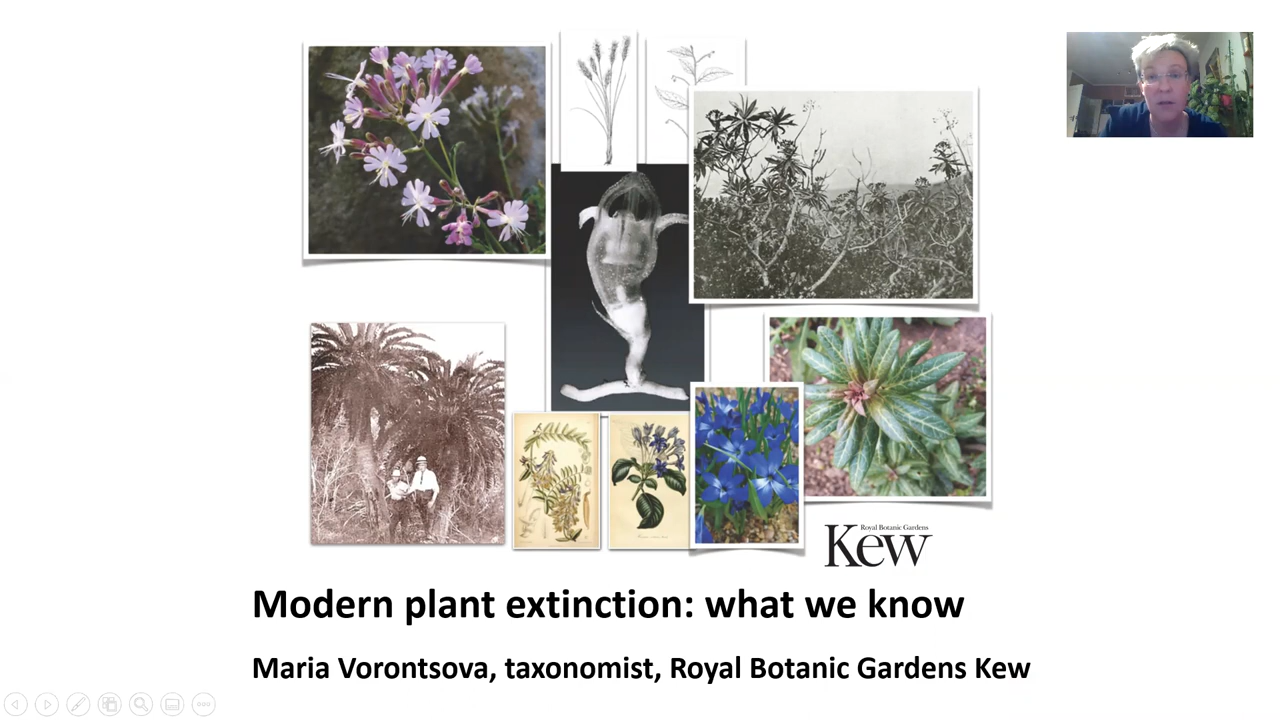 Royal Botanic Gardens
Kew
Modern plant extinction: what we know
Maria Vorontsova, taxonomist, Royal Botanic Gardens Kew